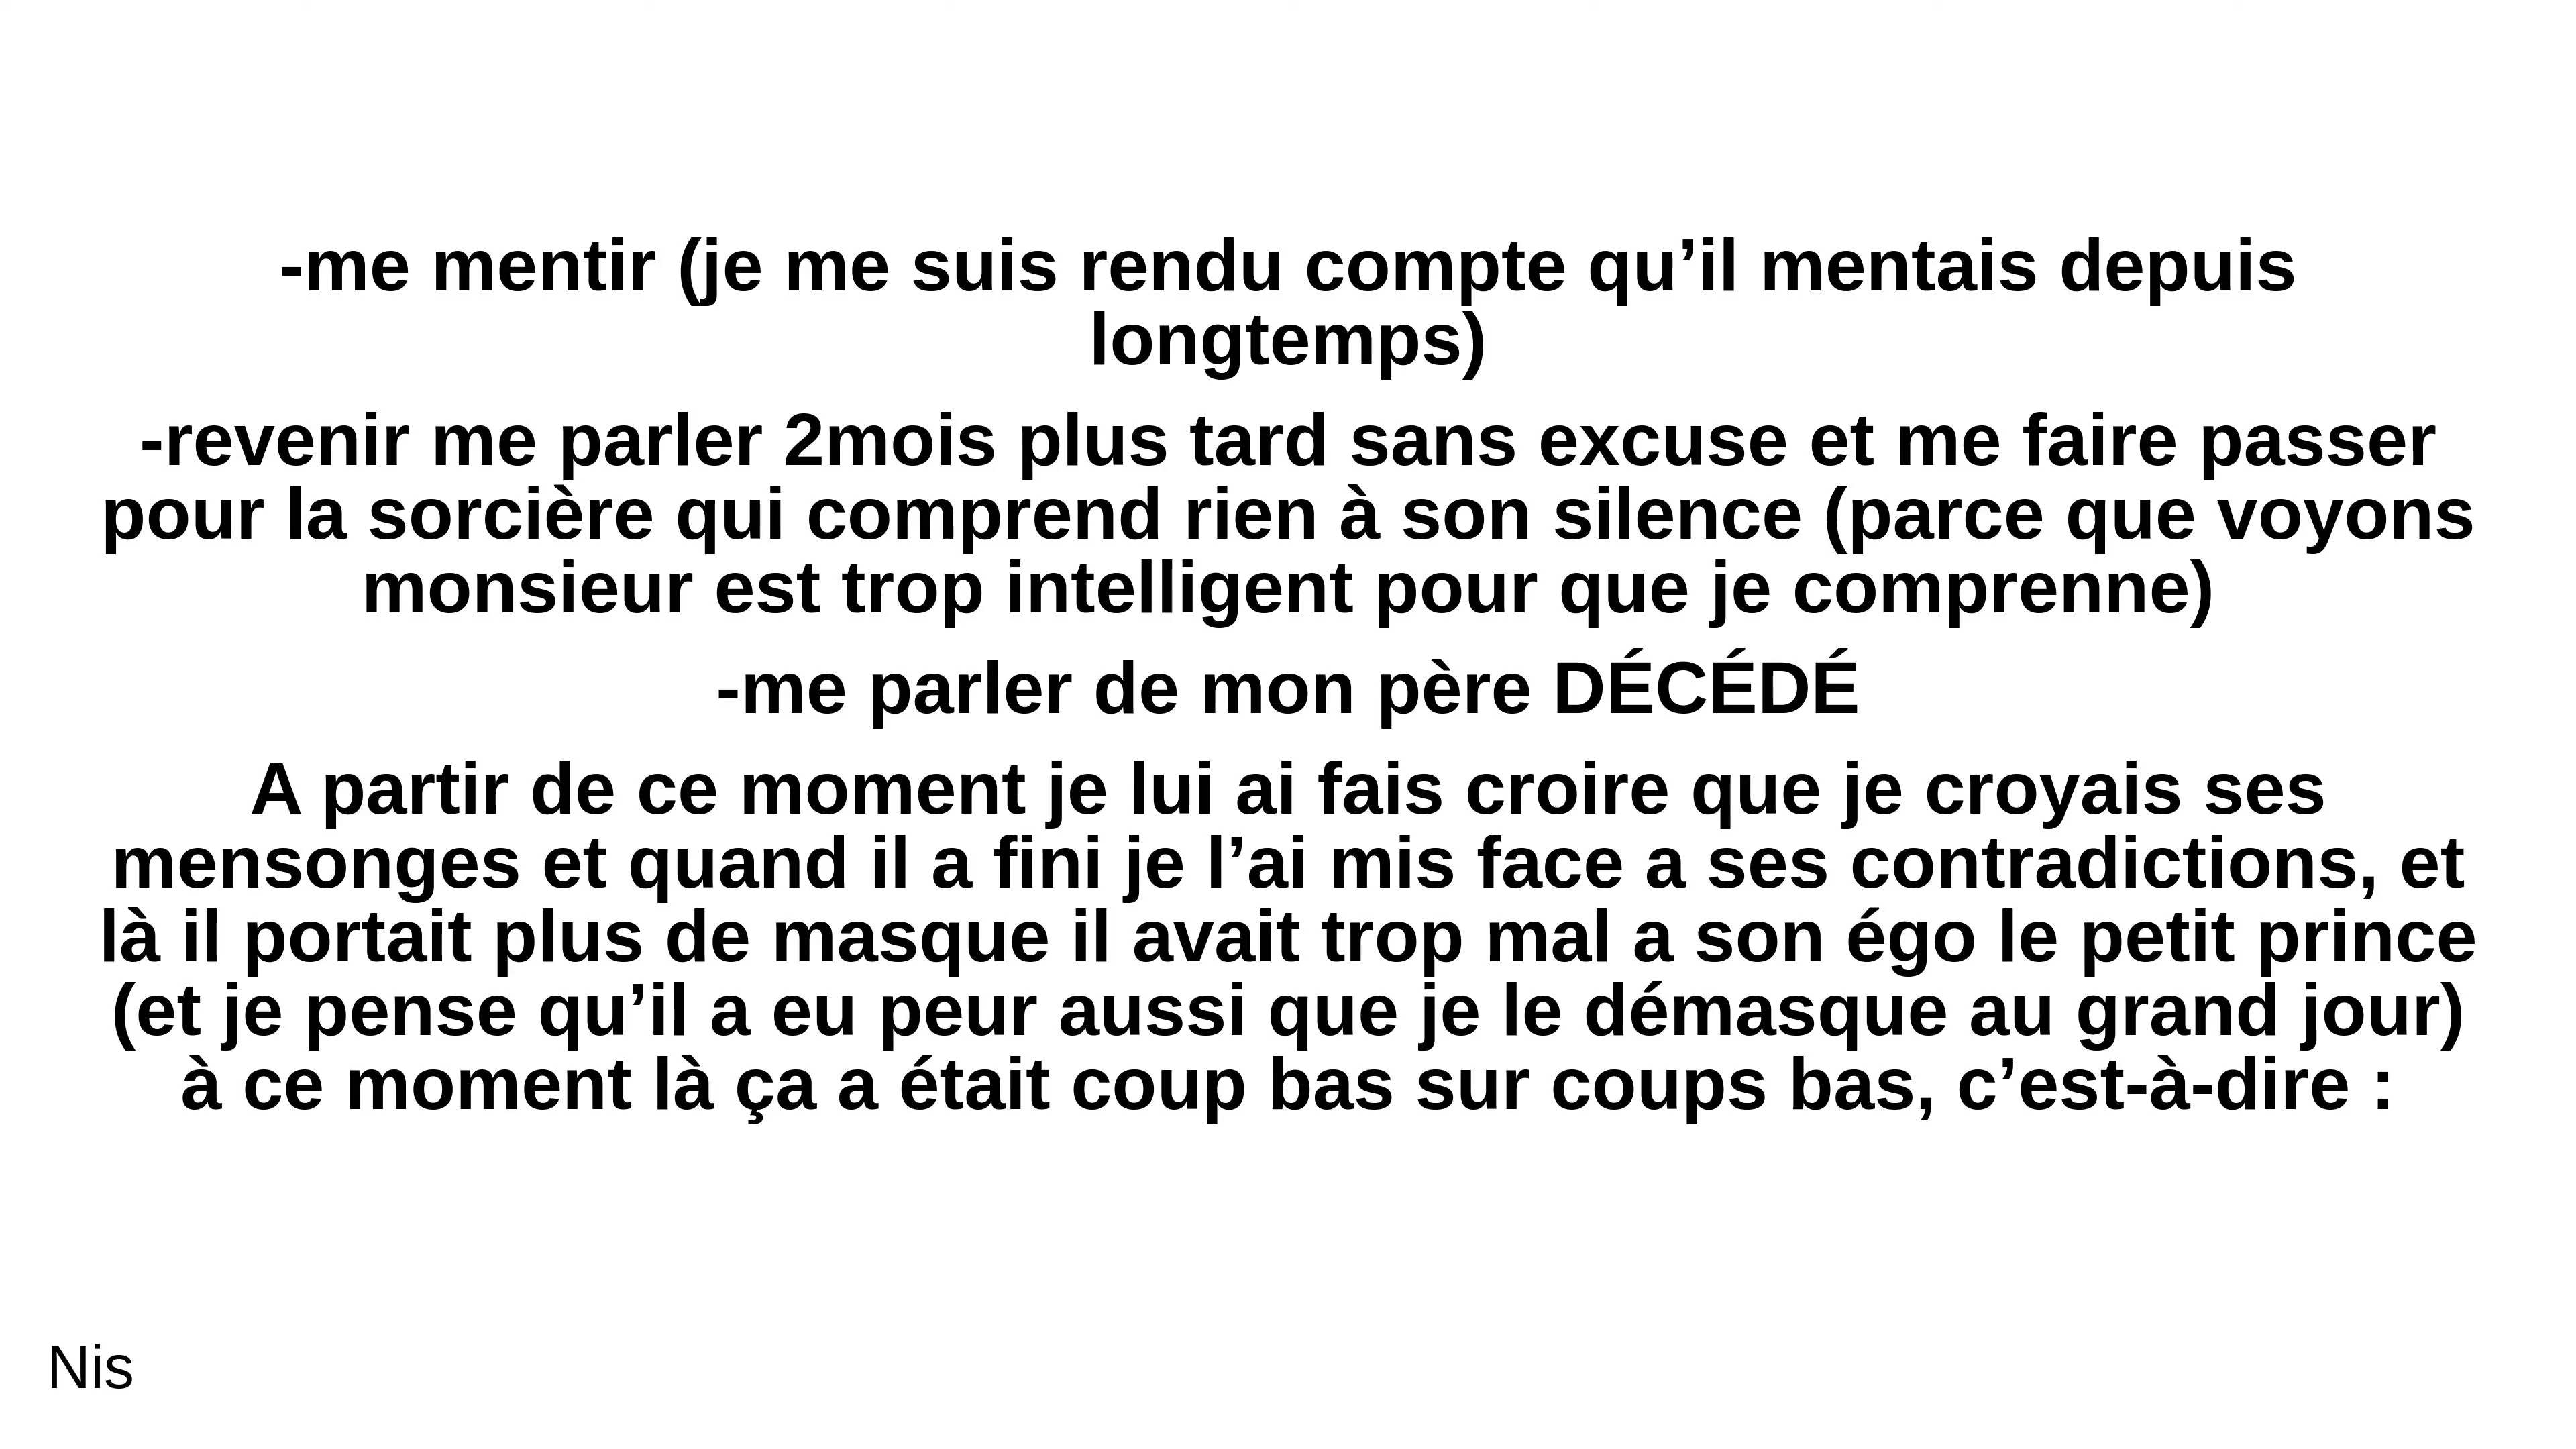 -me mentir (je me suis rendu compte qu’il mentais depuis
longtemps)
-revenir me parler 2mois plus tard sans excuse et me faire passer
pour la sorcière qui comprend rien à son silence (parce que voyons
monsieur est trop intelligent pour que je comprenne)
-me parler de mon père DÉCÉDÉ
A partir de ce moment je lui ai fais croire que je croyais ses
mensonges et quand il a fini je l’ai mis face a ses contradictions, et
là il portait plus de masque il avait trop mal a son égo le petit prince
(et je pense qu’il a eu peur aussi que je le démasque au grand jour)
à ce moment là ça a était coup bas sur coups bas, c’est-à-dire :
Nis